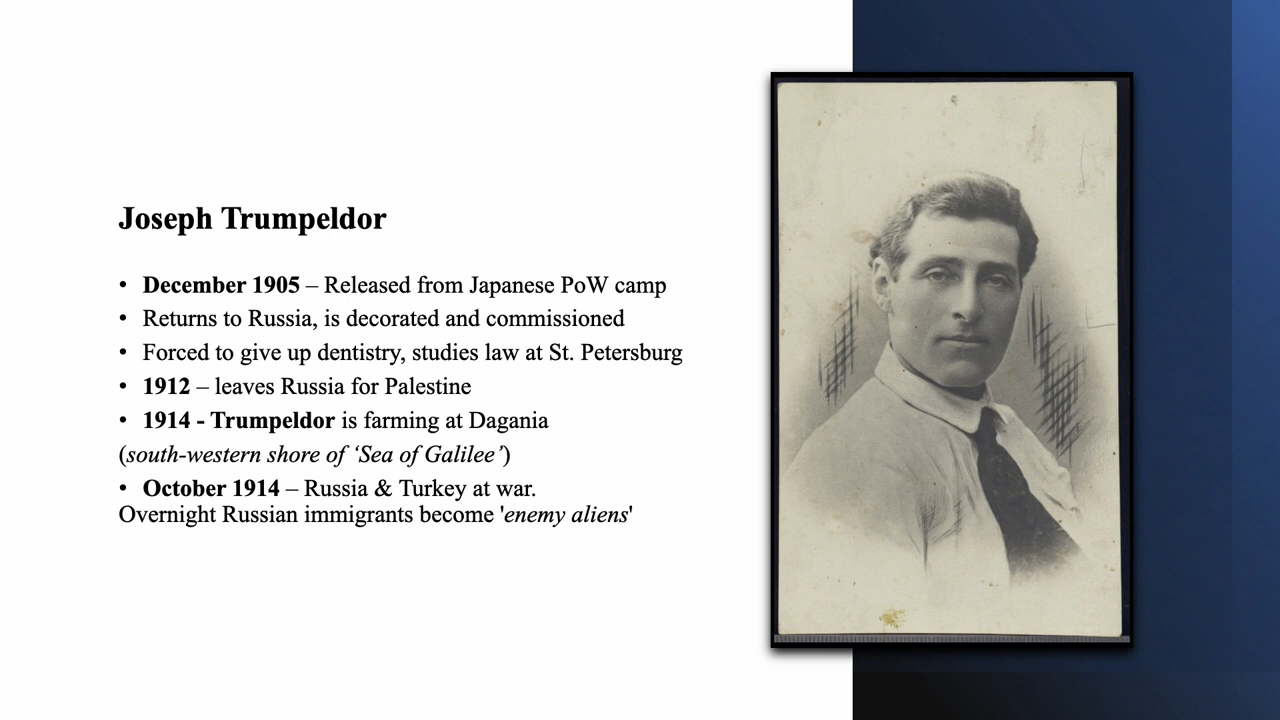 Joseph Trumpeldor
• December 1905 – Released from Japanese PoW camp
• Returns to Russia, is decorated and commissioned
• Forced to give up dentistry, studies law at St. Petersburg
• 1912 – leaves Russia for Palestine
• 1914 - Trumpeldor is farming at Dagania
(south-western shore of ‘Sea of Galilee’)
• October 1914 – Russia & Turkey at war.
Overnight Russian immigrants become 'enemy aliens'